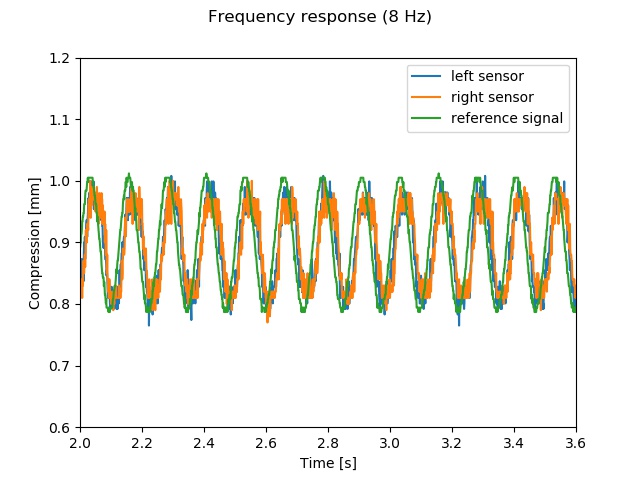 Frequency response (8 Hz)
1.2
1.1
1.0
0.9
0.8
0.7
0.6
Compression [mm]
left sensor
right sensor
reference signal
2.0 2.2 2.4 2.6 2.8 3.0 3.2 3.4 3.6
Time [s]